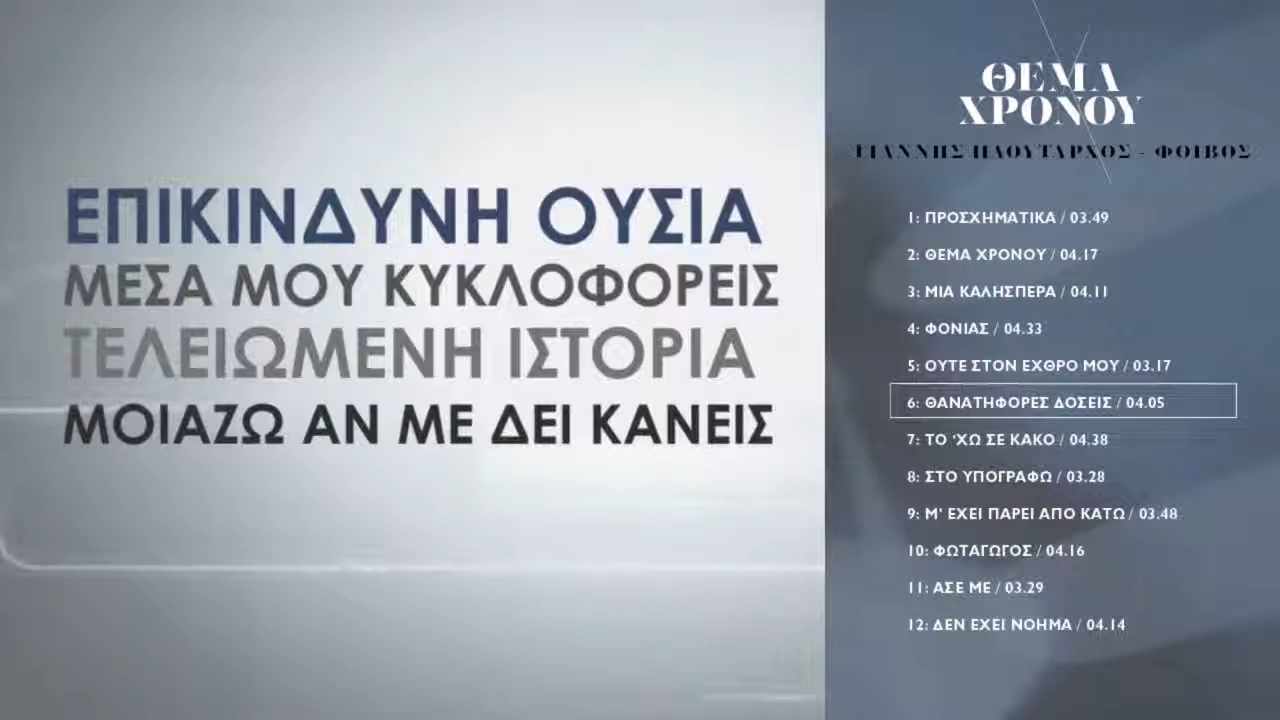 ΕΠΙΚΙΝΔΥΝΗ ΟΥΣΙΑ
ΜΕΣΑ ΜΟΥ ΚΥΚΛΟΦΟΡΕΙΣ
ΤΕΛΕΙΩΜΕΝΗ ΙΣΤΟΡΙΑ
ΜΟΙΑΖΩ ΑΝ ΜΕ ΔΕΙ ΚΑΝΕΙΣ
ΘΕΜΑ
ΧΡΟΝΟΥ
ΓΙΑΝΝΗΣ ΠΛΟΥΤΑΡΧΟΣ - ΦΟΙΒΟΣ
1: ΠΡΟΣΧΗΜΑΤΙΚΑ / 03.49
2: ΘΕΜΑ ΧΡΟΝΟΥ / 04.17
3: ΜΙΑ ΚΑΛΗΣΠΕΡΑ / 04.11
4: ΦΟΝΙΑΣ / 04.33
5: ΟΥΤΕ ΣΤΟΝ ΕΧΘΡΟ ΜΟΥ / 03.17
6: ΘΑΝΑΤΗΦΟΡΕΣ ΔΟΣΕΙΣ / 04.05
7: ΤΟ 'ΧΩ ΣΕ ΚΑΚΟ / 04.38
8: ΣΤΟ ΥΠΟΓΡΑΦΩ / 03.28
9: Μ' ΕΧΕΙ ΠΑΡΕΙ ΑΠΟ ΚΑΤΩ / 03.48
10: ΦΩΤΑΓΩΓΟΣ / 04.16
11: ΑΣΕ ΜΕ / 03.29
12: ΔΕΝ ΕΧΕΙ ΝΟΗΜΑ / 04.14